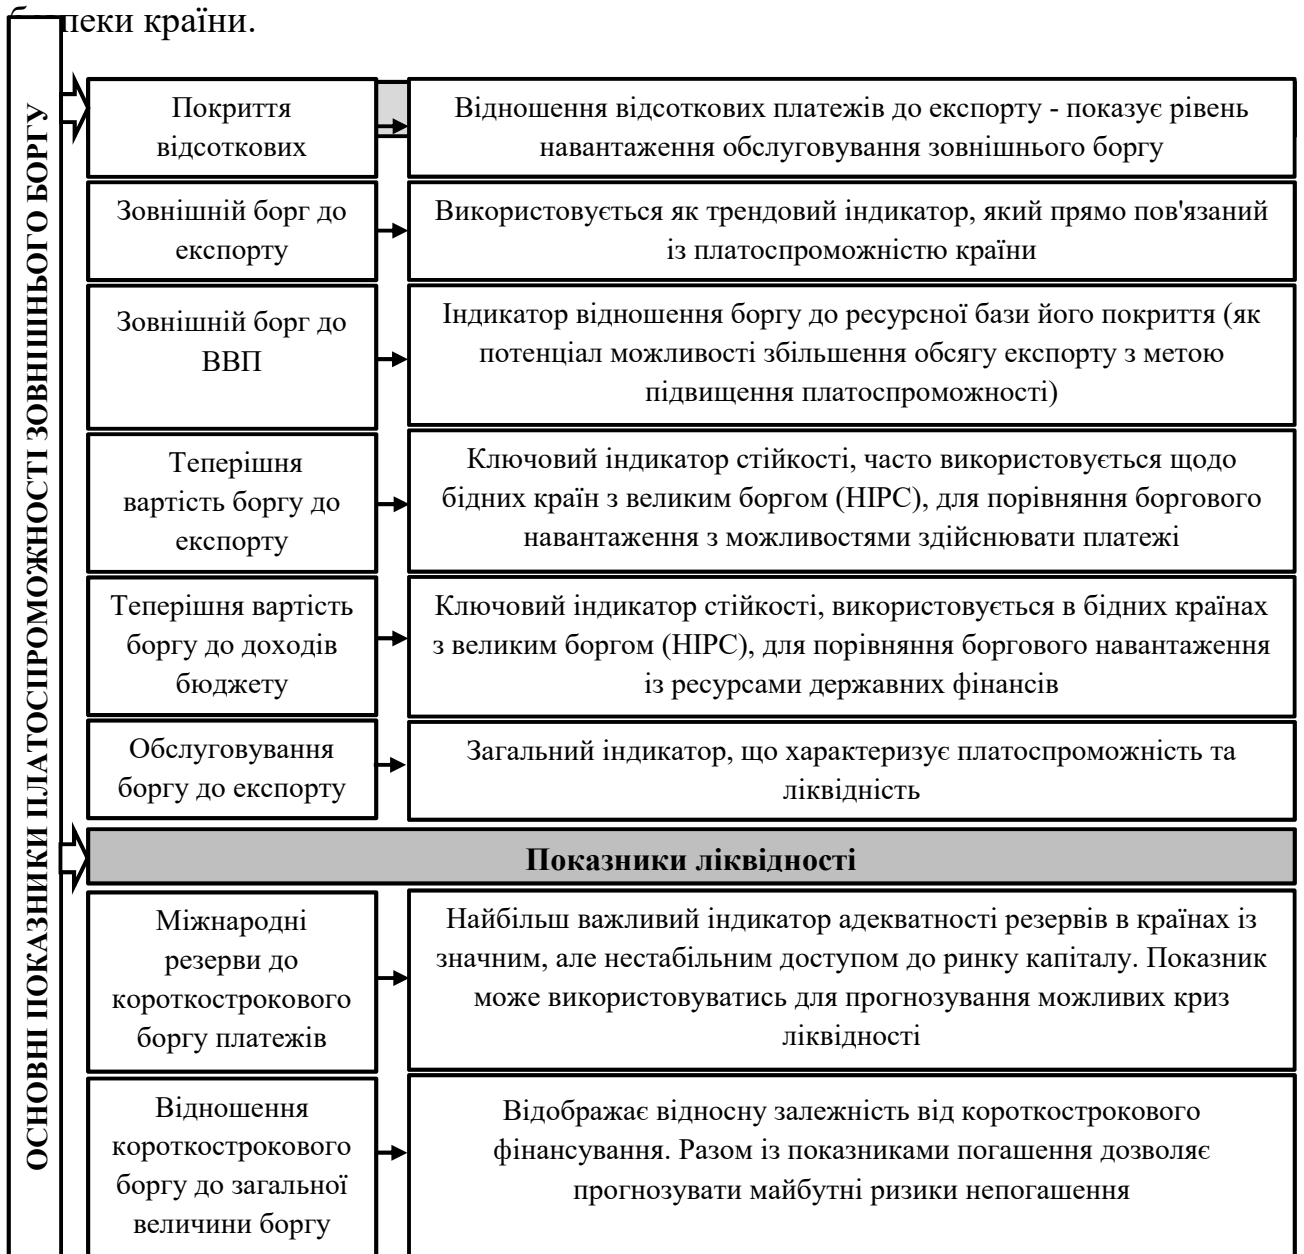 країни.
ОСНОВНІ ПОКАЗНИКИ ПЛАТОСПРОМОЖНОСТІ ЗОВНІШНЬОГО БОРГУ
Покриття
відсоткових
Відношення відсоткових платежів до експорту - показує рівень
навантаження обслуговування зовнішнього боргу
Зовнішній борг до
експорту
Використовується як трендовий індикатор, який прямо пов'язаний
із платоспроможністю країни
Зовнішній борг до
ВВП
Індикатор відношення боргу до ресурсної бази його покриття (як
потенціал можливості збільшення обсягу експорту з метою
підвищення платоспроможності)
Теперішня
вартість боргу до
експорту
Ключовий індикатор стійкості, часто використовується щодо
бідних країн з великим боргом (HIPC), для порівняння боргового
навантаження з можливостями здійснювати платежі
Теперішня вартість
боргу до доходів
бюджету
Ключовий індикатор стійкості, використовується в бідних країнах
з великим боргом (HIPC), для порівняння боргового навантаження
із ресурсами державних фінансів
Обслуговування
боргу до експорту
Загальний індикатор, що характеризує платоспроможність та
ліквідність
Показники ліквідності
Міжнародні
резерви до
короткострокового
боргу платежів
Найбільш важливий індикатор адекватності резервів в країнах із
значним, але нестабільним доступом до ринку капіталу. Показник
може використовуватись для прогнозування можливих криз
ліквідності
Відношення
короткострокового
боргу до загальної
величини боргу
Відображає відносну залежність від короткострокового
фінансування. Разом із показниками погашення дозволяє
прогнозувати майбутні ризики непогашення